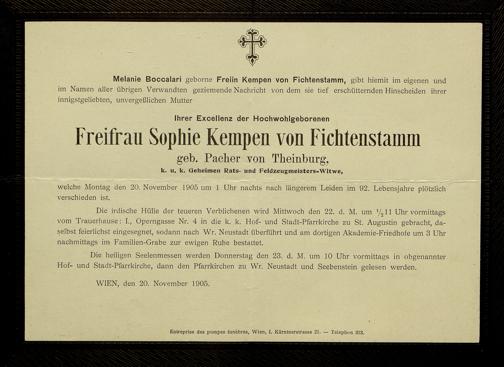 Melanie Boccalari geborne Freiin Kempen von Fichtenstamm, gibt hiemit im eigenen und
im Namen aller übrigen Verwandten geziemende Nachricht von dem sie tief erschütternden Hinscheiden ihrer
innigstgeliebten, unvergeßlichen Mutter
Ihrer Excellenz der Hochwohlgeborenen
Freifrau Sophie Kempen von Fichtenstamm
geb. Pacher von Theinburg,
k. u. k. Geheimen Rats- und Feldzeugmeisters-Witwe,
welche Montag den 20. November 1905 um 1 Uhr nachts nach längerem Leiden im 92. Lebensjahre plötzlich
verschieden ist.
Die irdische Hülle der teueren Verblichenen wird Mittwoch den 22. d. M. um ½11 Uhr vormittags
vom Trauerhause: I., Operngasse Nr. 4 in die k. k. Hof- und Stadt-Pfarrkirche zu St. Augustin gebracht, da-
selbst feierlichst eingesegnet, sodann nach Wr. Neustadt überführt und am dortigen Akademie-Friedhofe um 3 Uhr
nachmittags im Familien-Grabe zur ewigen Ruhe bestattet.
Die heiligen Seelenmessen werden Donnerstag den 23. d. M. um 10 Uhr vormittags in obgenannter
Hof- und Stadt-Pfarrkirche, dann den Pfarrkirchen zu Wr. Neustadt und Seebenstein gelesen werden.
WIEN, den 20. November 1905.
Entreprise des pompes funèbres, Wien, I. Kärntnerstrasse 21. — Telephon